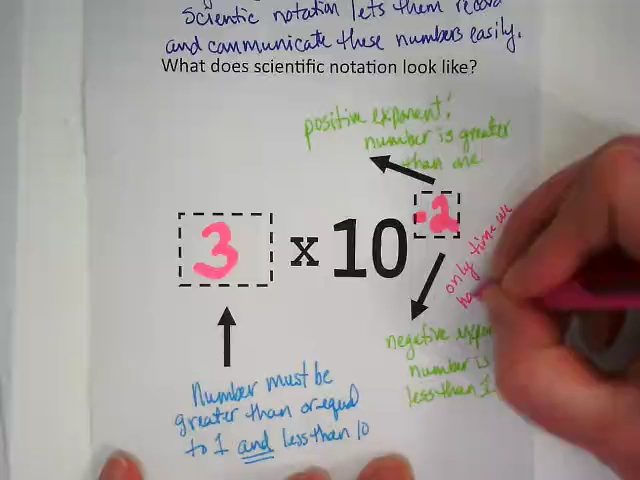 Scientic notation lets them record
and communicate these numbers easily.
What does scientific notation look like?
positive exponent:
number is greater
than one
3 x 10 -2
only time we
negative
number is
less than 1
Number must be
greater than or equal
to 1 and less than 10